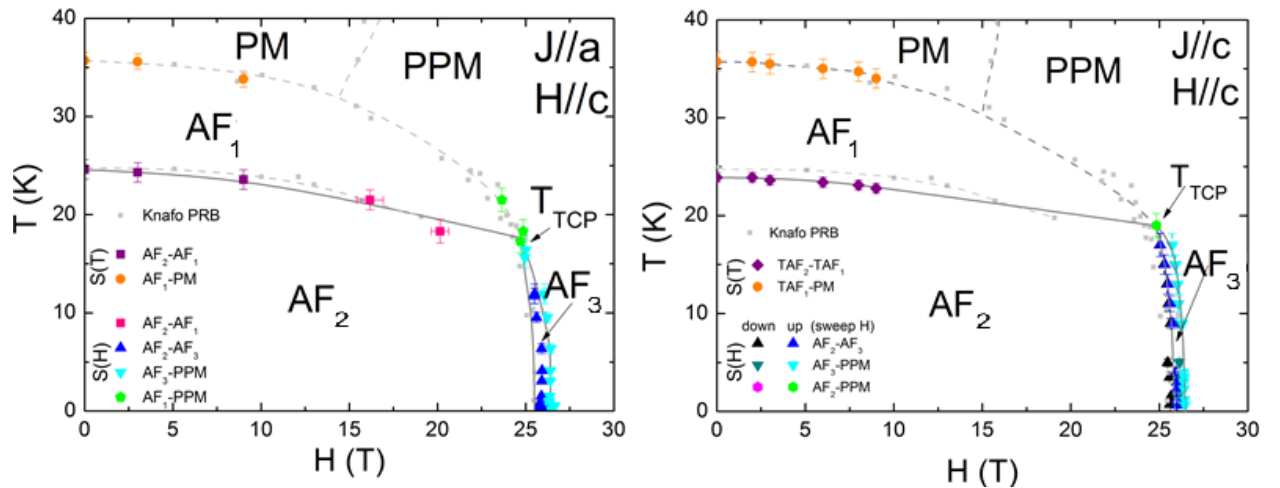 40
30
20
10
0
T (K)
0 5 10 15 20 25 30
H (T)
PM
PPM
J//a
H//c
AF1
T TCP
AF3
AF2
Knafo PRB
S(T)
AF2-AF1
AF1-PM
S(H)
AF2-AF1
AF2-AF3
AF3-PPM
AF1-PPM
40
30
20
10
0
T (K)
0 5 10 15 20 25 30
H (T)
PM
PPM
J//c
H//c
AF1
T TCP
AF3
AF2
Knafo PRB
S(T)
TAF2-TAF1
TAF1-PM
down up (sweep H)
S(H)
AF2-AF3
AF3-PPM
AF2-PPM